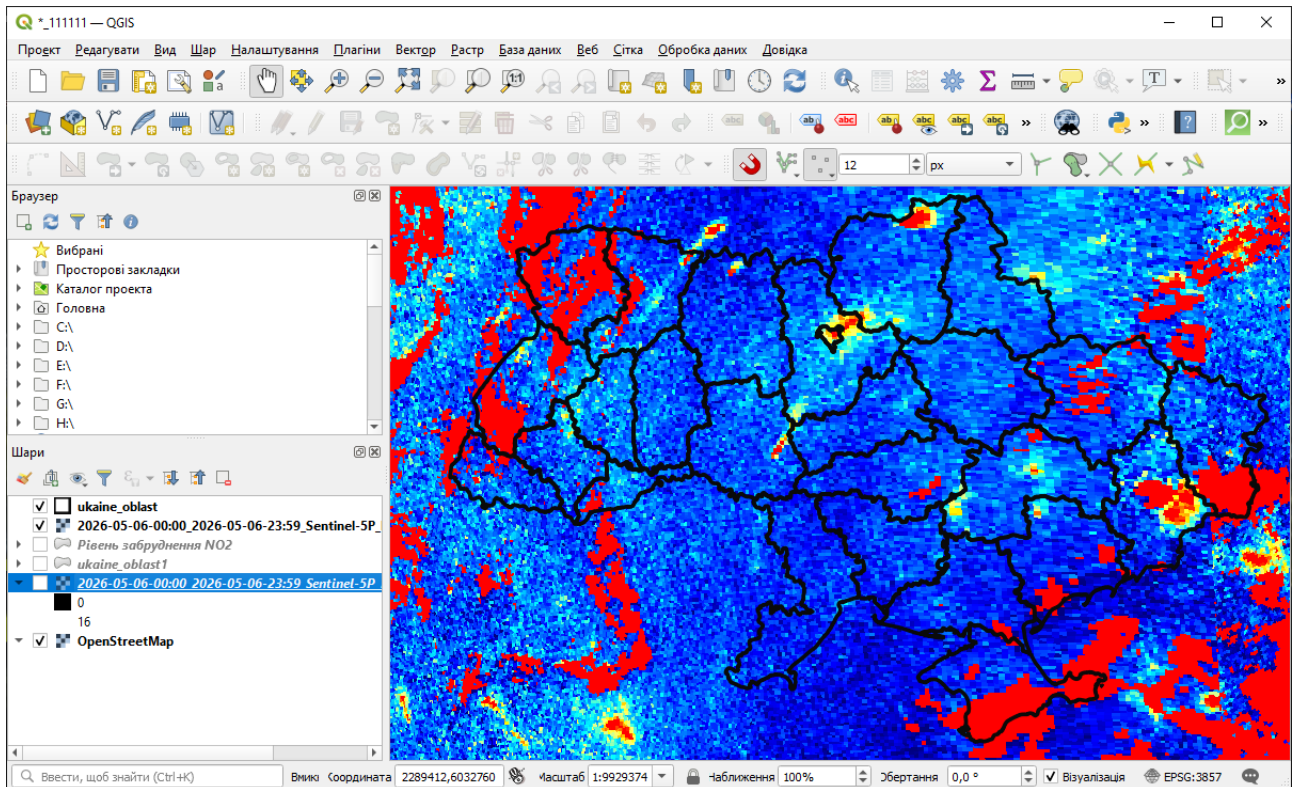 *_111111 — QGIS
Проект Редагувати Вид Шар Налаштування Плагіни Вектор Растр База даних Веб Сітка Обробка даних Довідка
12 px
Браузер
Вибрані
Просторові закладки
Каталог проекта
Головна
C:\
D:\
E:\
F:\
G:\
H:\
Шари
ukaine_oblast
2026-05-06-00:00_2026-05-06-23:59_Sentinel-5P_
Рівень забруднення NO2
ukaine_oblast1
2026-05-06-00:00_2026-05-06-23:59_Sentinel-5P
0
16
OpenStreetMap
Ввести, щоб знайти (Ctrl+K) Вмикє Координата 2289412,6032760 Масштаб 1:9929374 Наближення 100% Обертання 0,0 ° Візуалізація EPSG:3857